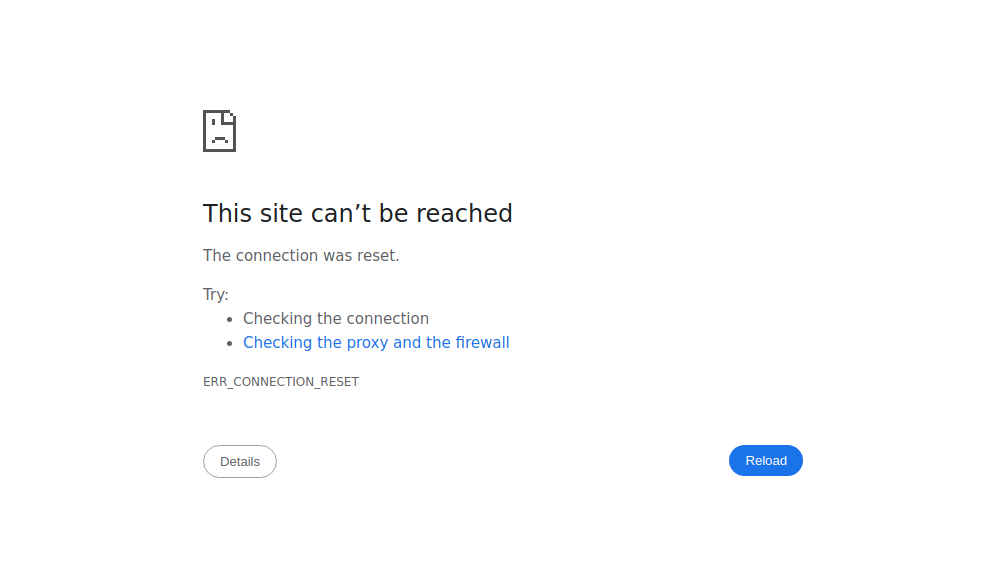 This site can’t be reached
The connection was reset.
Try:
Checking the connection
Checking the proxy and the firewall
ERR_CONNECTION_RESET
Details
Reload